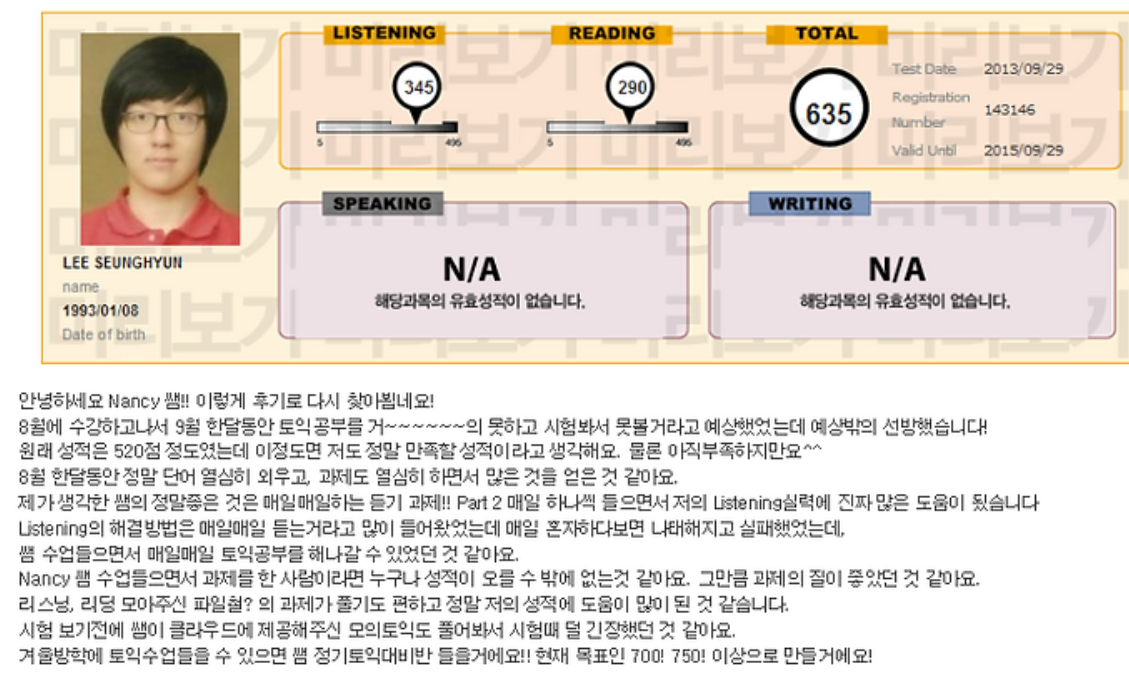 LISTENING
READING
TOTAL
345
5
495
290
5
495
635
Test Date 2013/09/29
Registration Number 143146
Valid Until 2015/09/29
SPEAKING
N/A
해당과목의 유효성적이 없습니다.
WRITING
N/A
해당과목의 유효성적이 없습니다.
LEE SEUNGHYUN
name
1993/01/08
Date of birth
미리보기
안녕하세요 Nancy 쌤!! 이렇게 후기로 다시 찾아뵙네요!
8월에 수강하고나서 9월 한달동안 토익공부를 거~~~~~~의 못하고 시험봐서 못볼거라고 예상했었는데 예상밖의 선방했습니다!
원래 성적은 520점 정도였는데 이정도면 저도 정말 만족할 성적이라고 생각해요. 물론 아직부족하지만요^^
8월 한달동안 정말 단어 열심히 외우고, 과제도 열심히 하면서 많은 것을 얻은 것 같아요.
제가 생각한 쌤의 정말좋은 것은 매일매일하는 듣기 과제!! Part 2 매일 하나씩 들으면서 저의 Listening실력에 진짜 많은 도움이 됬습니다
Listening의 해결방법은 매일매일 듣는거라고 많이 들어왔었는데 매일 혼자하다보면 나태해지고 실패했었는데,
쌤 수업들으면서 매일매일 토익공부를 해나갈 수 있었던 것 같아요.
Nancy 쌤 수업들으면서 과제를 한 사람이라면 누구나 성적이 오를 수 밖에 없는것 같아요. 그만큼 과제의 질이 좋았던 것 같아요.
리스닝, 리딩 모아주신 파일철? 의 과제가 풀기도 편하고 정말 저의 성적에 도움이 많이 된 것 같습니다.
시험 보기전에 쌤이 클라우드에 제공해주신 모의토익도 풀어봐서 시험때 덜 긴장했던 것 같아요.
겨울방학에 토익수업들을 수 있으면 쌤 정기토익대비반 들을거에요!! 현재 목표인 700! 750! 이상으로 만들거에요!